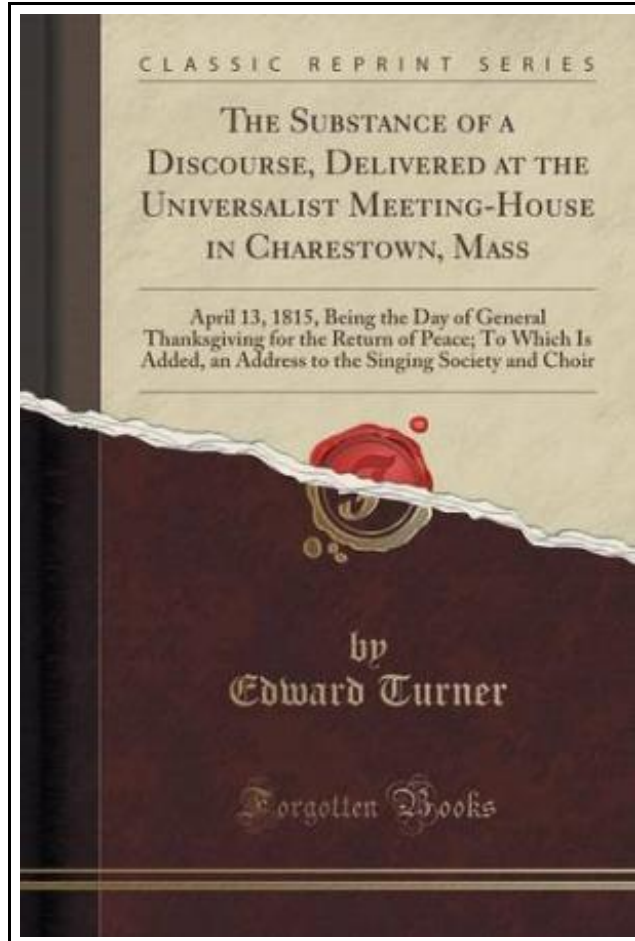 CLASSIC REPRINT SERIES
THE SUBSTANCE OF A
DISCOURSE, DELIVERED AT THE
UNIVERSALIST MEETING-HOUSE
IN CHARESTOWN, MASS
April 13, 1815, Being the Day of General
Thanksgiving for the Return of Peace; To Which Is
Added, an Address to the Singing Society and Choir
by
Edward Turner
Forgotten Books